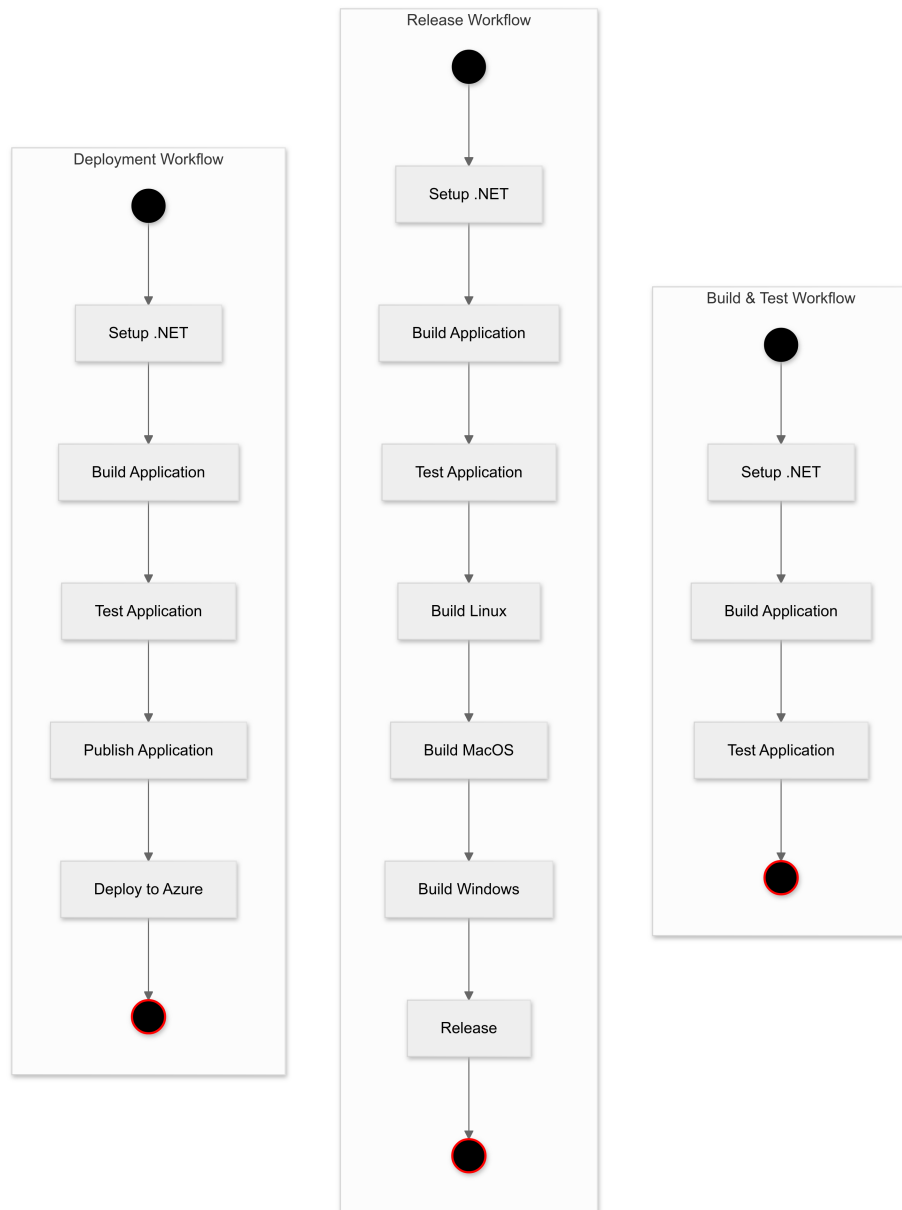 Deployment Workflow
Setup .NET
Build Application
Test Application
Publish Application
Deploy to Azure
Release Workflow
Setup .NET
Build Application
Test Application
Build Linux
Build MacOS
Build Windows
Release
Build & Test Workflow
Setup .NET
Build Application
Test Application